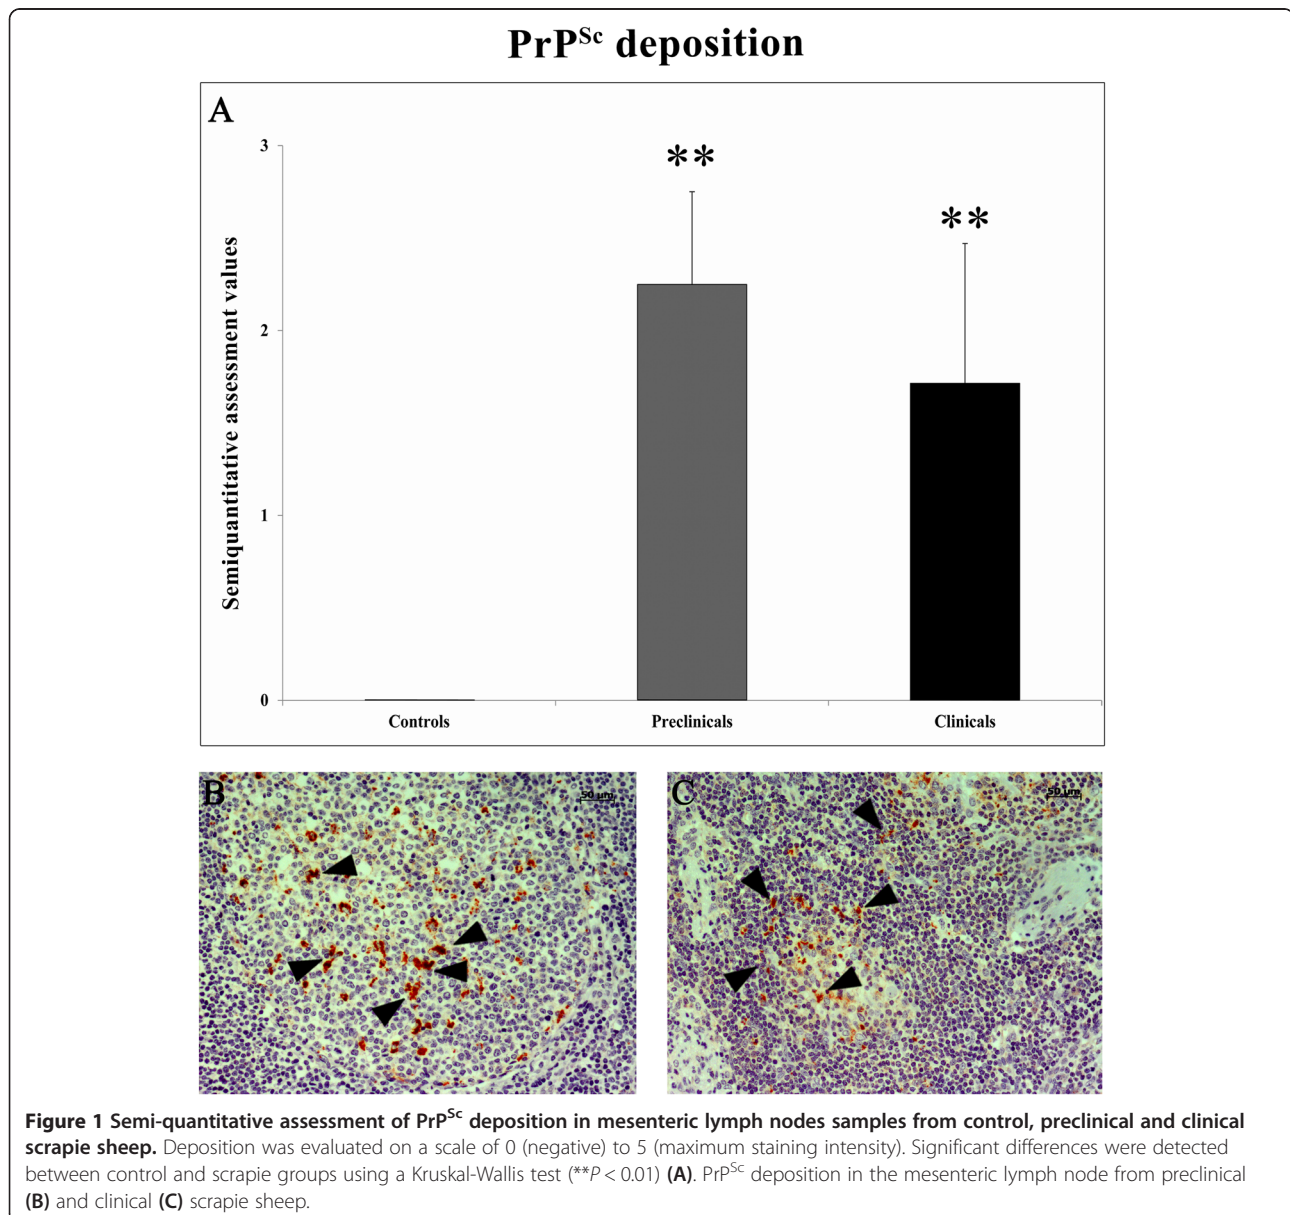 PrPSc deposition
A
3
**
**
2
1
0
Semiquantitative assessment values
Controls Preclinicals Clinicals
B
50 µm
C
50 µm
Figure 1 Semi-quantitative assessment of PrPSc deposition in mesenteric lymph nodes samples from control, preclinical and clinical
scrapie sheep. Deposition was evaluated on a scale of 0 (negative) to 5 (maximum staining intensity). Significant differences were detected
between control and scrapie groups using a Kruskal-Wallis test (**P < 0.01) (A). PrPSc deposition in the mesenteric lymph node from preclinical
(B) and clinical (C) scrapie sheep.